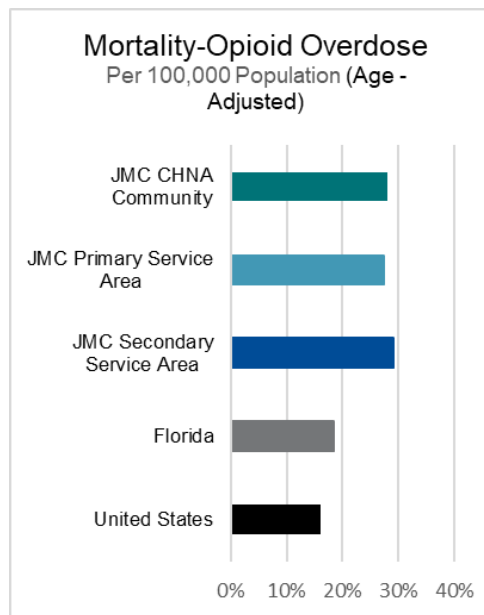 Mortality-Opioid Overdose
Per 100,000 Population (Age -
Adjusted)
JMC CHNA
Community
JMC Primary Service
Area
JMC Secondary
Service Area
Florida
United States
0% 10% 20% 30% 40%